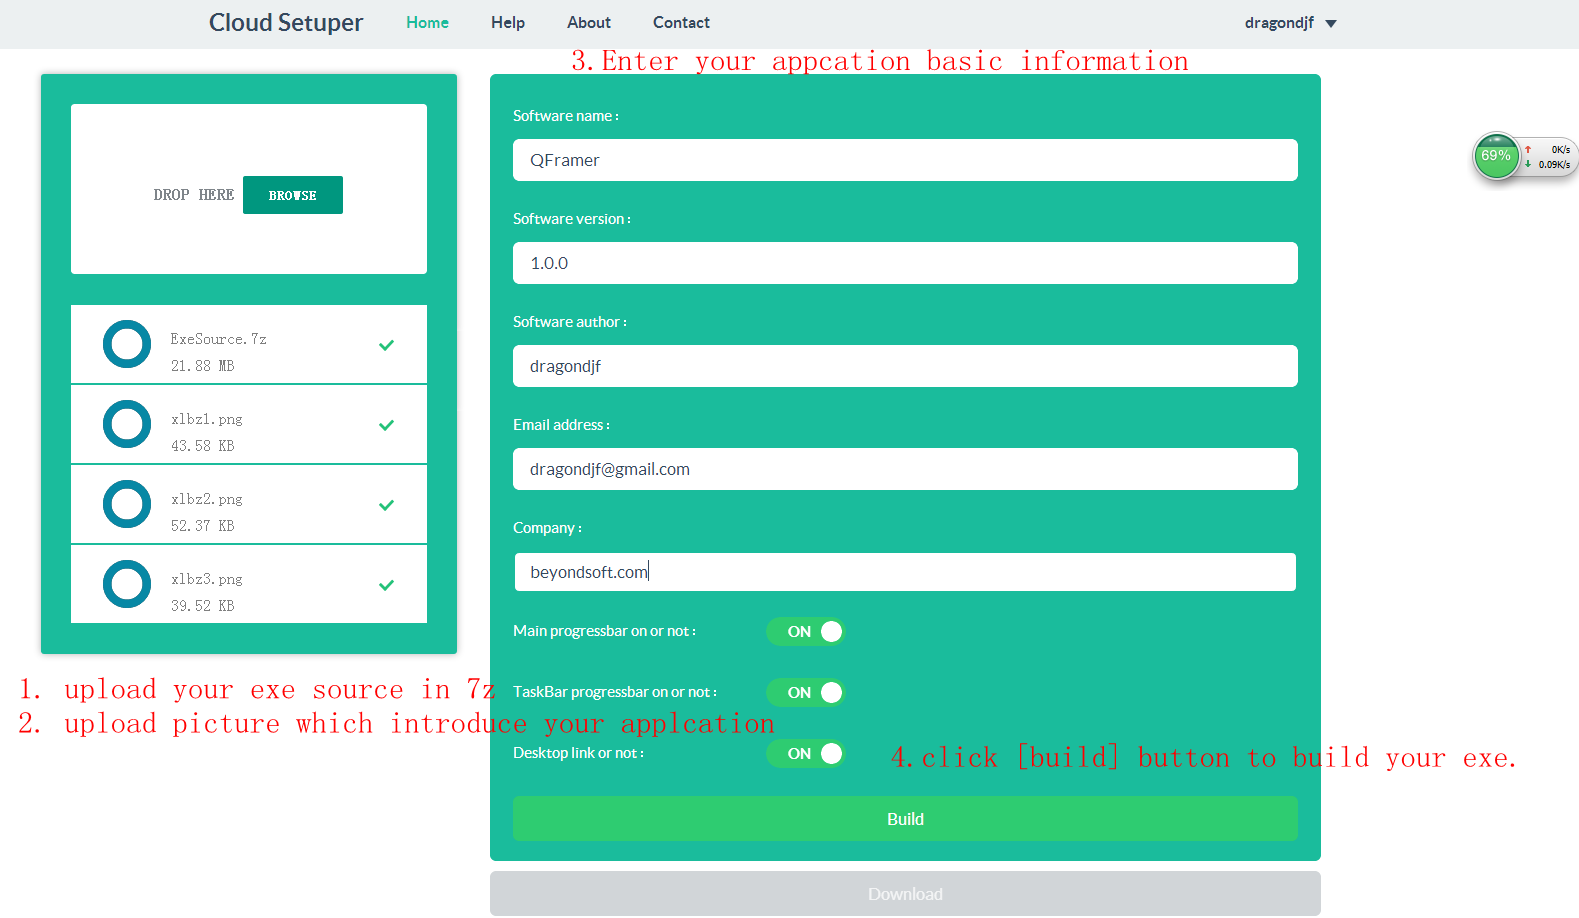 Cloud Setuper Home Help About Contact dragondjf
3.Enter your appcation basic information
DROP HERE BROWSE
ExeSource.7z
21.88 MB
xlbz1.png
43.58 KB
xlbz2.png
52.37 KB
xlbz3.png
39.52 KB
1. upload your exe source in 7z
2. upload picture which introduce your applcation
Software name :
QFramer
Software version :
1.0.0
Software author :
dragondjf
Email address :
dragondjf@gmail.com
Company :
beyondsoft.com
Main progressbar on or not : ON
TaskBar progressbar on or not : ON
Desktop link or not : ON
4.click [build] button to build your exe.
Build
Download
69%
0K/s
0.09K/s